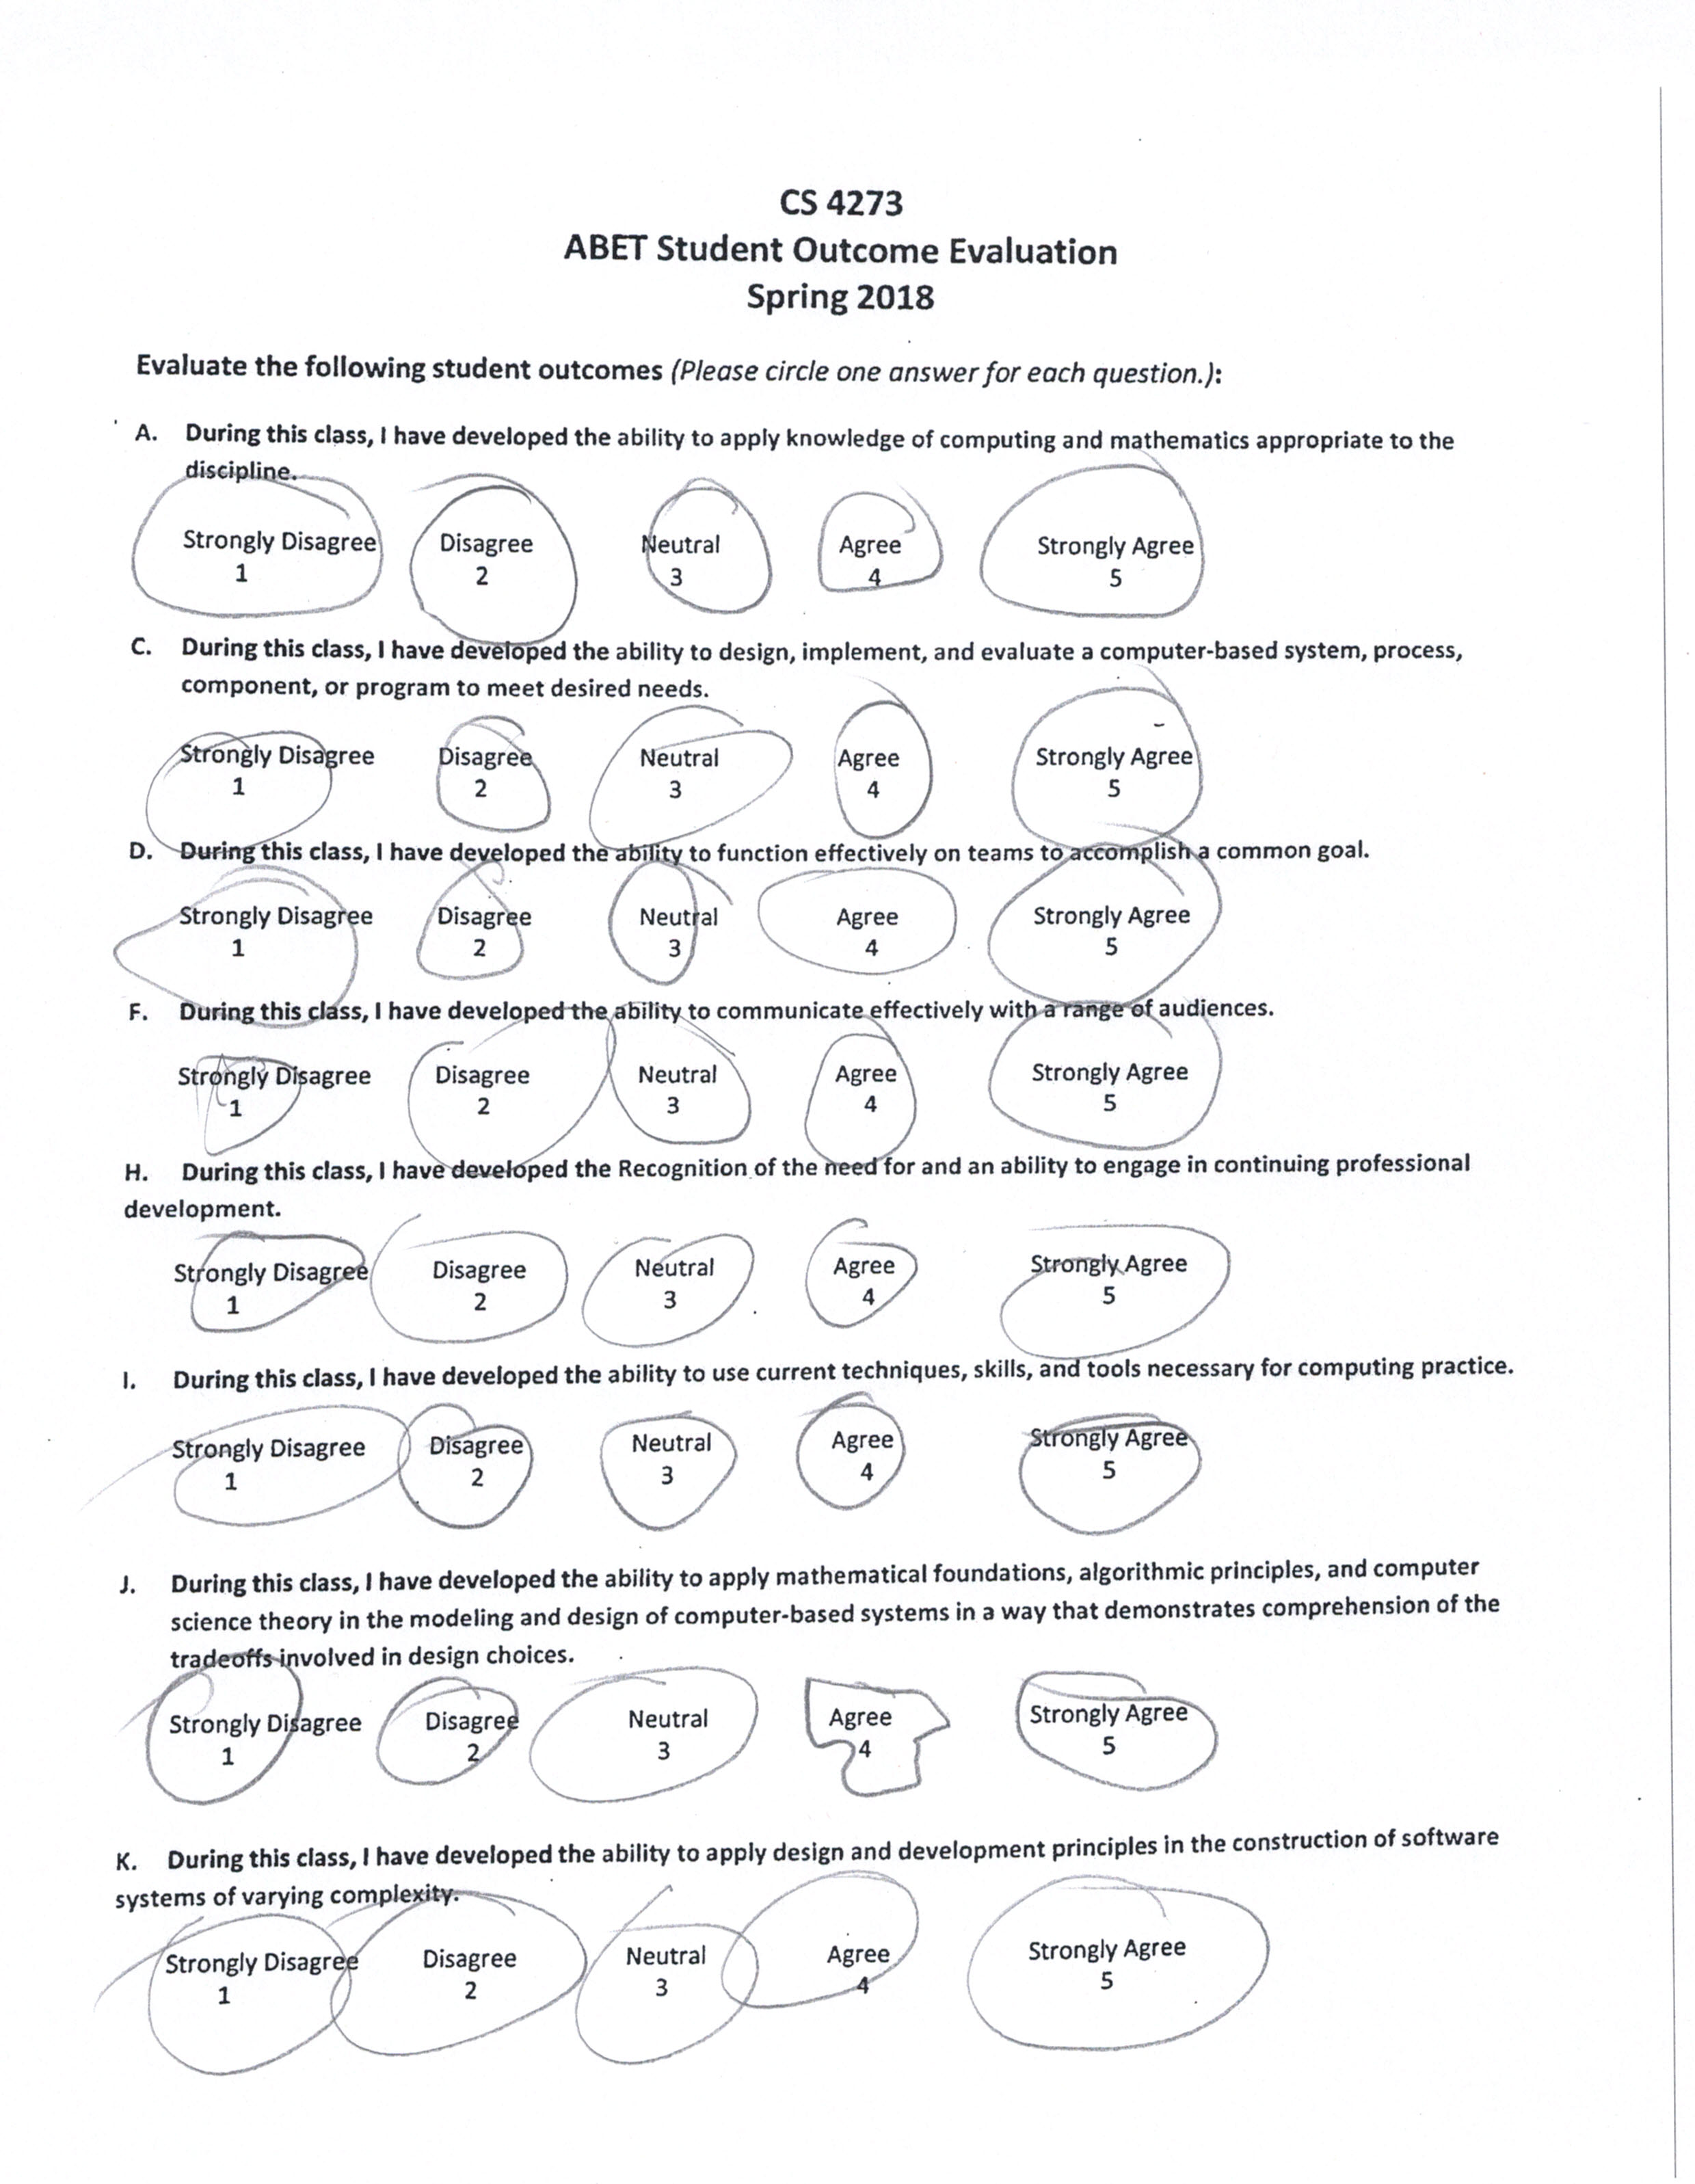 CS 4273
ABET Student Outcome Evaluation
Spring 2018
Evaluate the following student outcomes (Please circle one answer for each question.):
A. During this class, I have developed the ability to apply knowledge of computing and mathematics appropriate to the
discipline.
Strongly Disagree Disagree Neutral Agree Strongly Agree
1 2 3 4 5
C. During this class, I have developed the ability to design, implement, and evaluate a computer-based system, process,
component, or program to meet desired needs.
Strongly Disagree Disagree Neutral Agree Strongly Agree
1 2 3 4 5
D. During this class, I have developed the ability to function effectively on teams to accomplish a common goal.
Strongly Disagree Disagree Neutral Agree Strongly Agree
1 2 3 4 5
F. During this class, I have developed the ability to communicate effectively with a range of audiences.
Strongly Disagree Disagree Neutral Agree Strongly Agree
1 2 3 4 5
H. During this class, I have developed the Recognition of the need for and an ability to engage in continuing professional
development.
Strongly Disagree Disagree Neutral Agree Strongly Agree
1 2 3 4 5
I. During this class, I have developed the ability to use current techniques, skills, and tools necessary for computing practice.
Strongly Disagree Disagree Neutral Agree Strongly Agree
1 2 3 4 5
J. During this class, I have developed the ability to apply mathematical foundations, algorithmic principles, and computer
science theory in the modeling and design of computer-based systems in a way that demonstrates comprehension of the
tradeoffs involved in design choices.
Strongly Disagree Disagree Neutral Agree Strongly Agree
1 2 3 4 5
K. During this class, I have developed the ability to apply design and development principles in the construction of software
systems of varying complexity.
Strongly Disagree Disagree Neutral Agree Strongly Agree
1 2 3 4 5